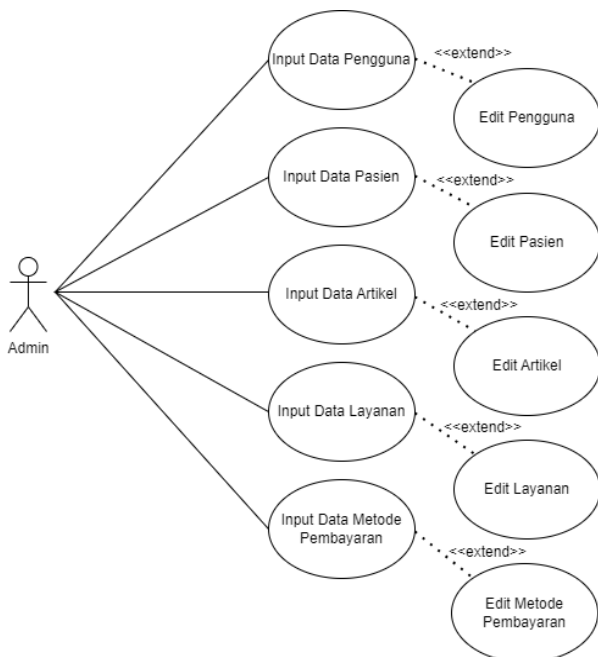 Input Data Pengguna
<<extend>>
Edit Pengguna
Input Data Pasien
<<extend>>
Edit Pasien
Input Data Artikel
<<extend>>
Edit Artikel
Admin
Input Data Layanan
<<extend>>
Edit Layanan
Input Data Metode
Pembayaran
<<extend>>
Edit Metode
Pembayaran